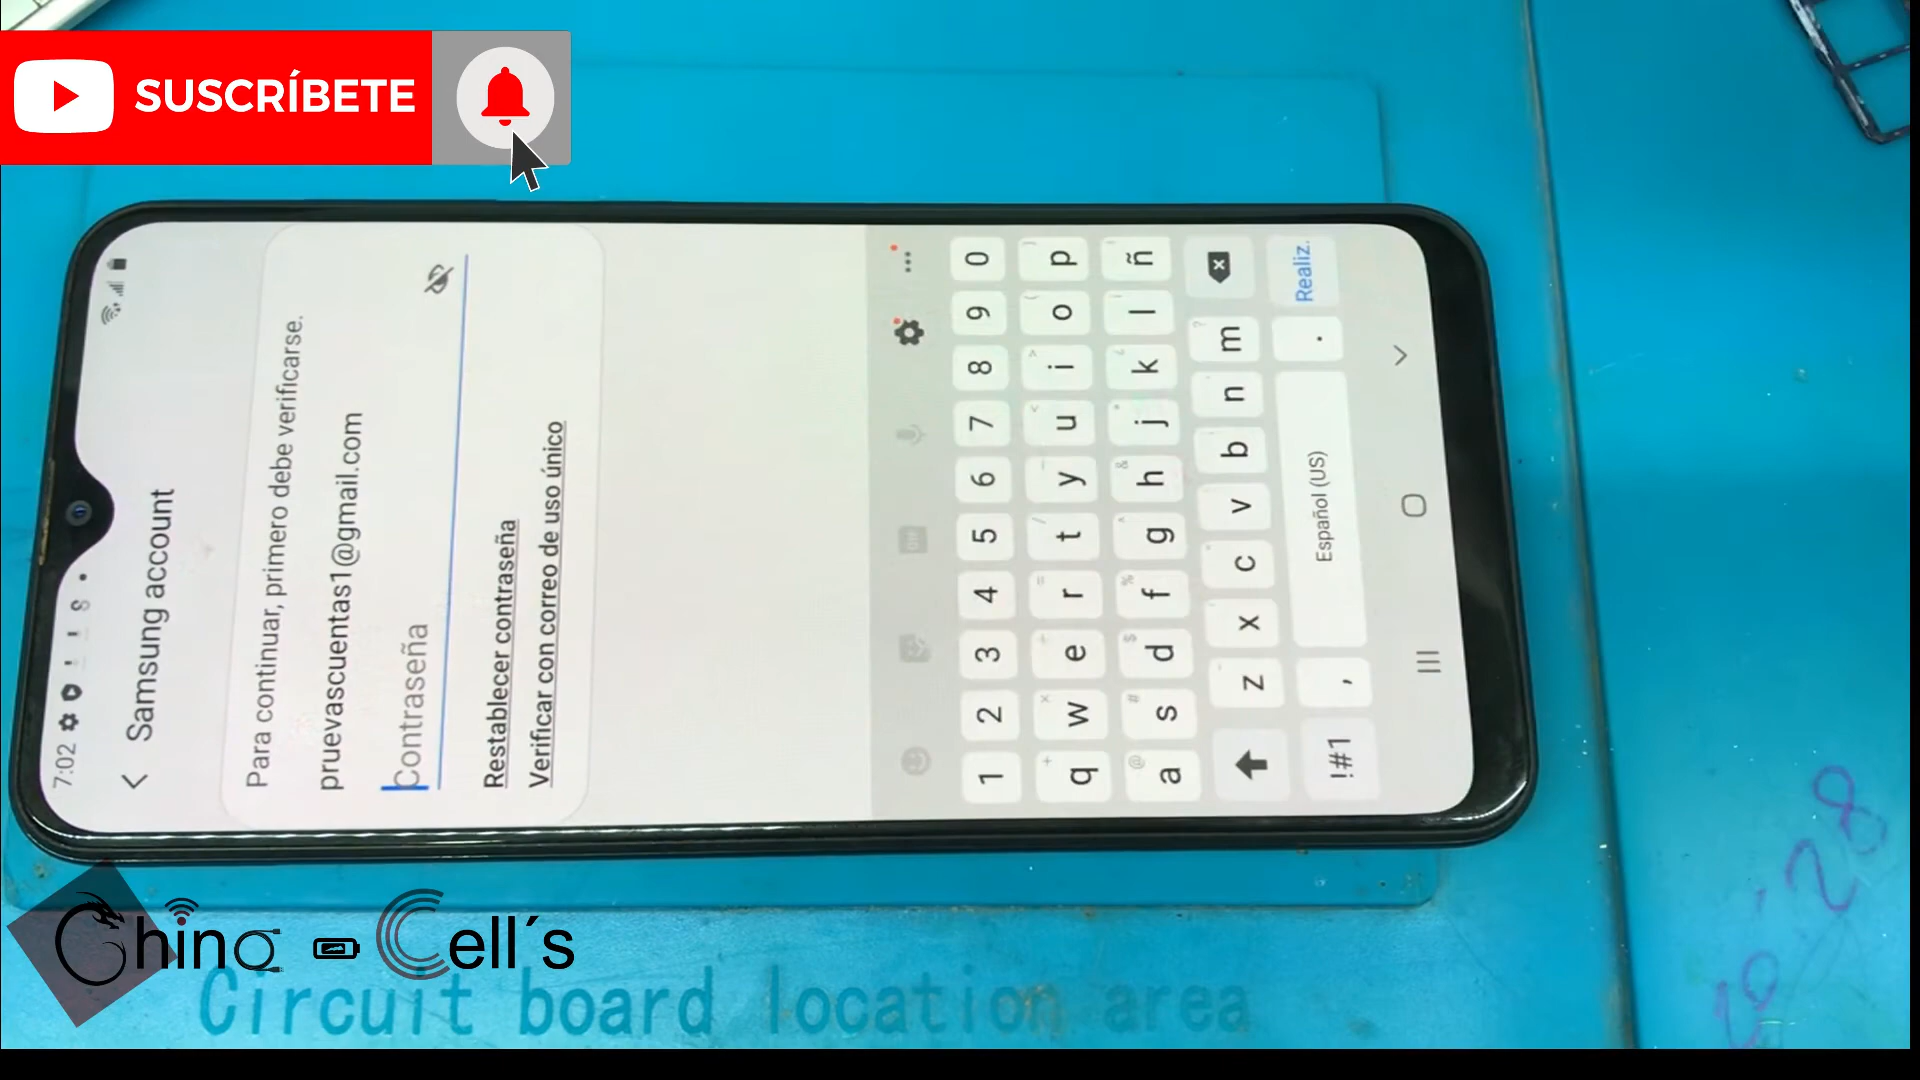 SUSCRÍBETE
7:02
Samsung account
Para continuar, primero debe verificarse.
pruevascuentas1@gmail.com
Contraseña
Restablecer contraseña
Verificar con correo de uso único
1 2 3 4 5 6 7 8 9 0
q w e r t y u i o p
a s d f g h j k l ñ
z x c v b n m
!#1 , Español (US) . Realiz.
China - Cell´s
Circuit board location area